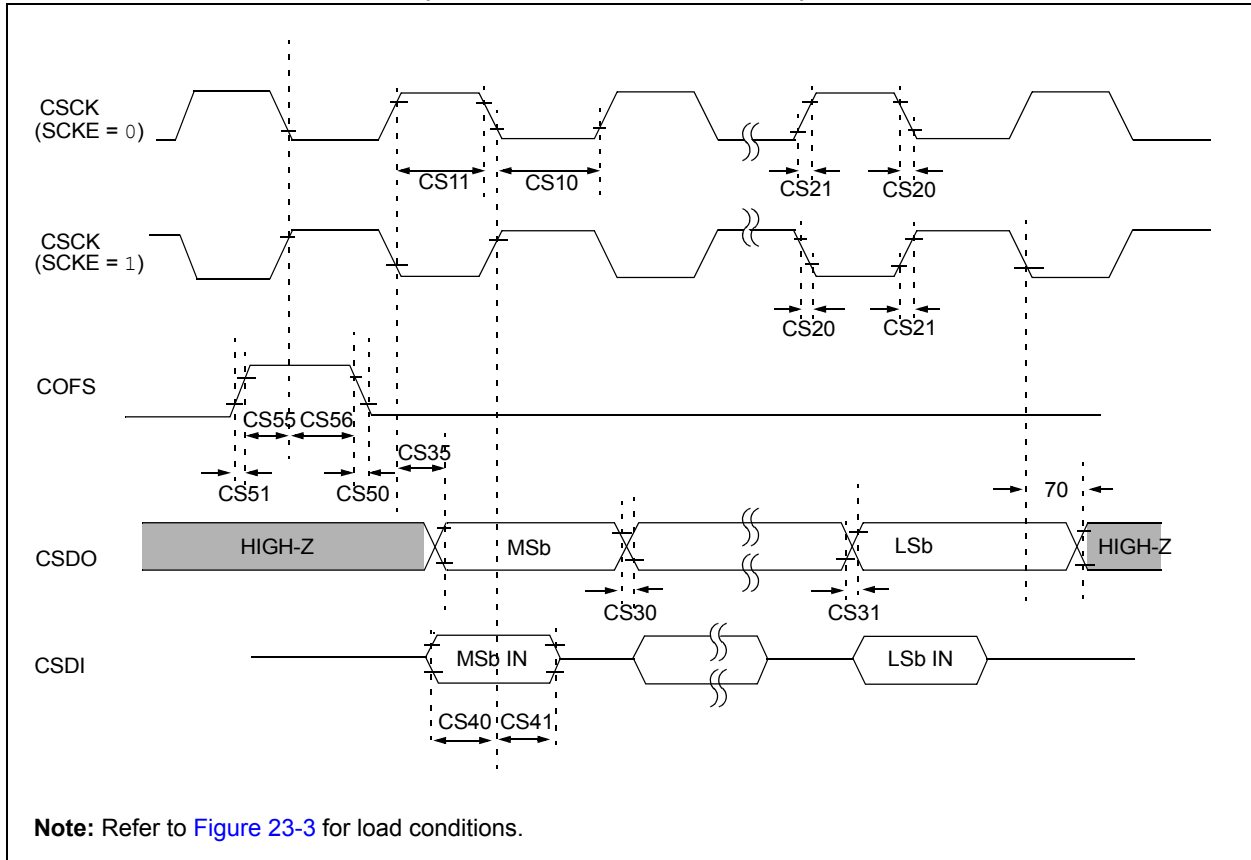 CSCK
(SCKE = 0)
CS11
CS10
CS21
CS20
CSCK
(SCKE = 1)
CS20
CS21
COFS
CS55
CS56
CS35
CS51
CS50
70
CSDO
HIGH-Z
MSb
LSb
HIGH-Z
CS30
CS31
CSDI
MSb IN
LSb IN
CS40
CS41
Note: Refer to Figure 23-3 for load conditions.